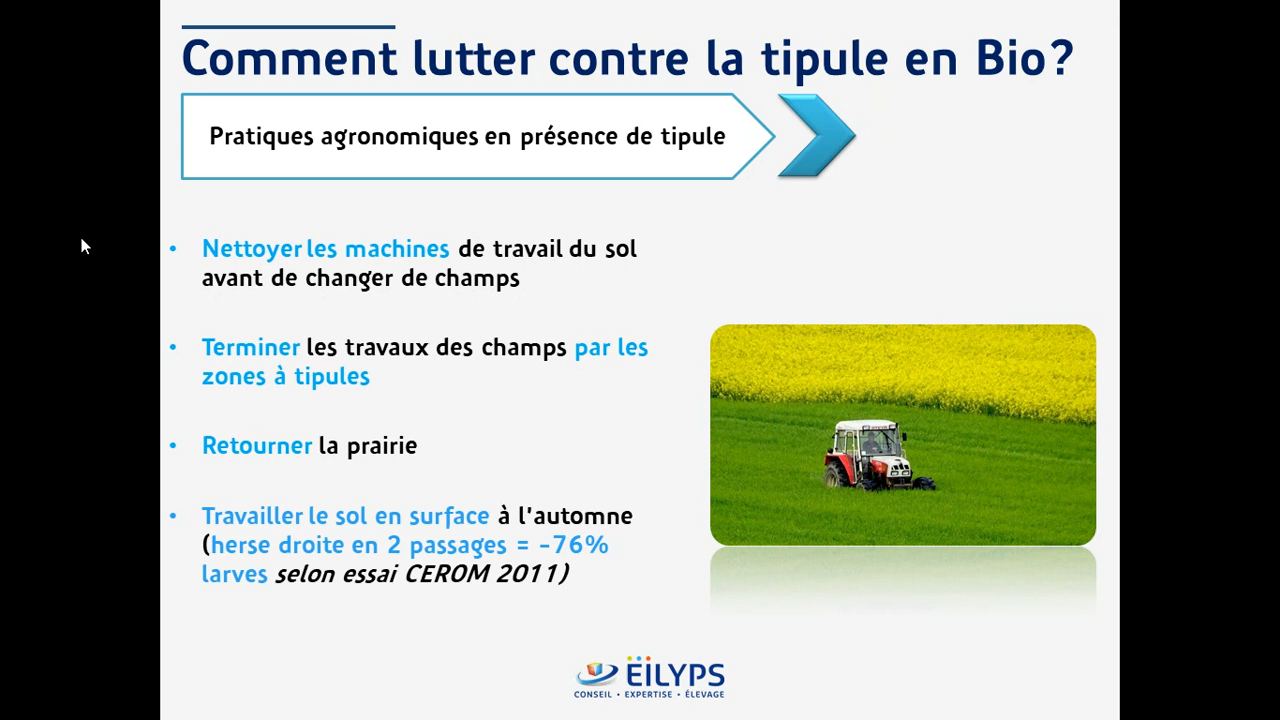 Comment lutter contre la tipule en Bio?
Pratiques agronomiques en présence de tipule
• Nettoyer les machines de travail du sol
avant de changer de champs
• Terminer les travaux des champs par les
zones à tipules
• Retourner la prairie
• Travailler le sol en surface à l'automne
(herse droite en 2 passages = -76%
larves selon essai CEROM 2011)
ËİLYPS
CONSEIL • EXPERTISE • ÉLEVAGE